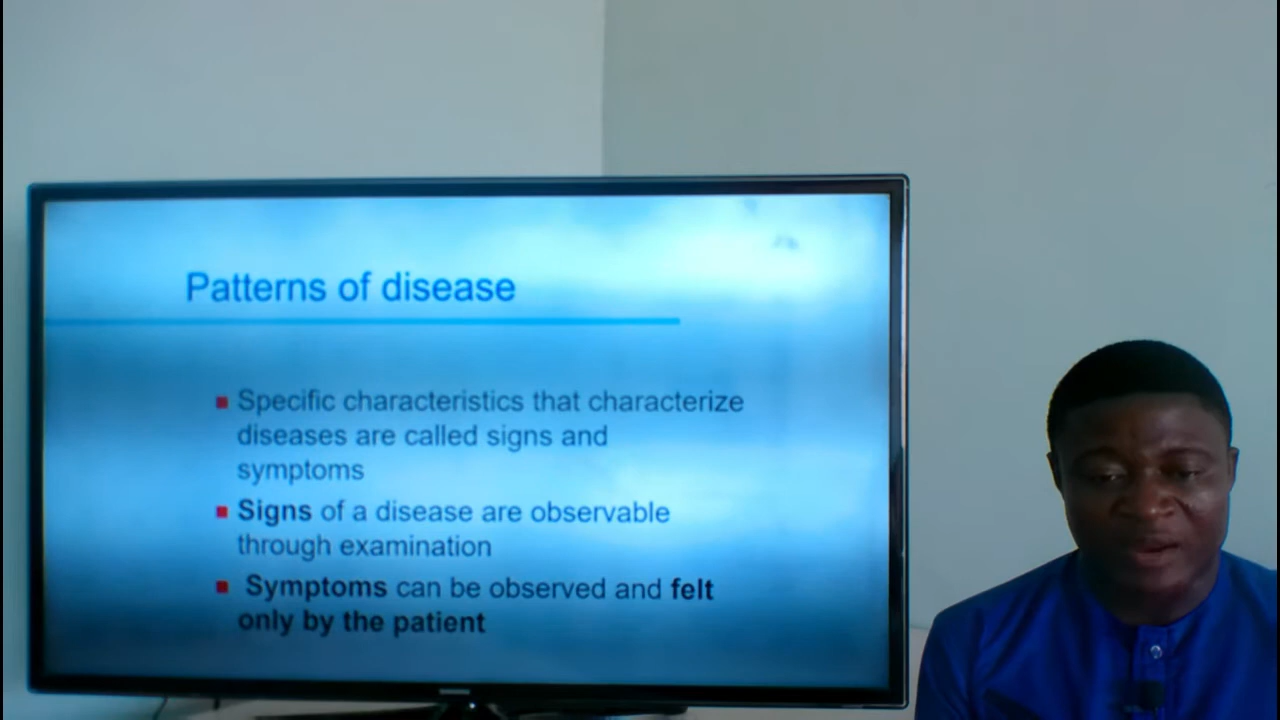 Patterns of disease
Specific characteristics that characterize
diseases are called signs and
symptoms
Signs of a disease are observable
through examination
Symptoms can be observed and felt
only by the patient